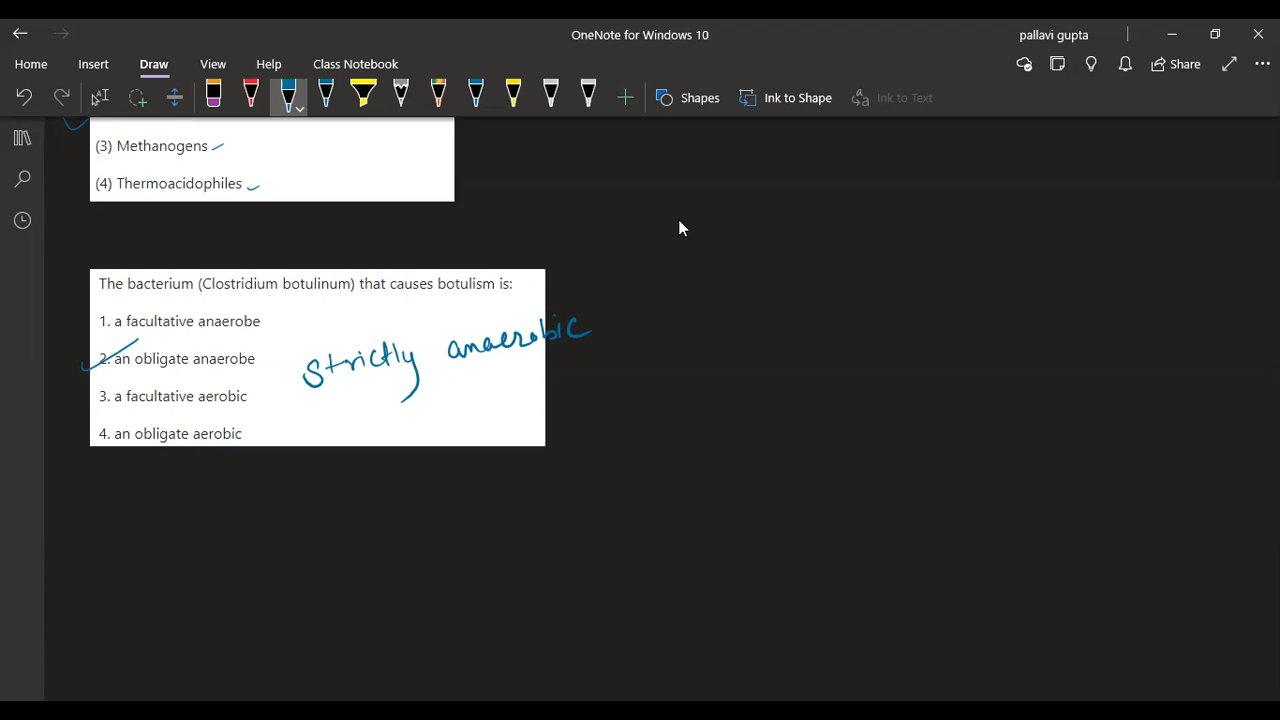 OneNote for Windows 10
pallavi gupta
Home Insert Draw View Help Class Notebook
Share
Shapes Ink to Shape Ink to Text
(3) Methanogens
(4) Thermoacidophiles
The bacterium (Clostridium botulinum) that causes botulism is:
1. a facultative anaerobe
2. an obligate anaerobe
strictly anaerobic
3. a facultative aerobic
4. an obligate aerobic